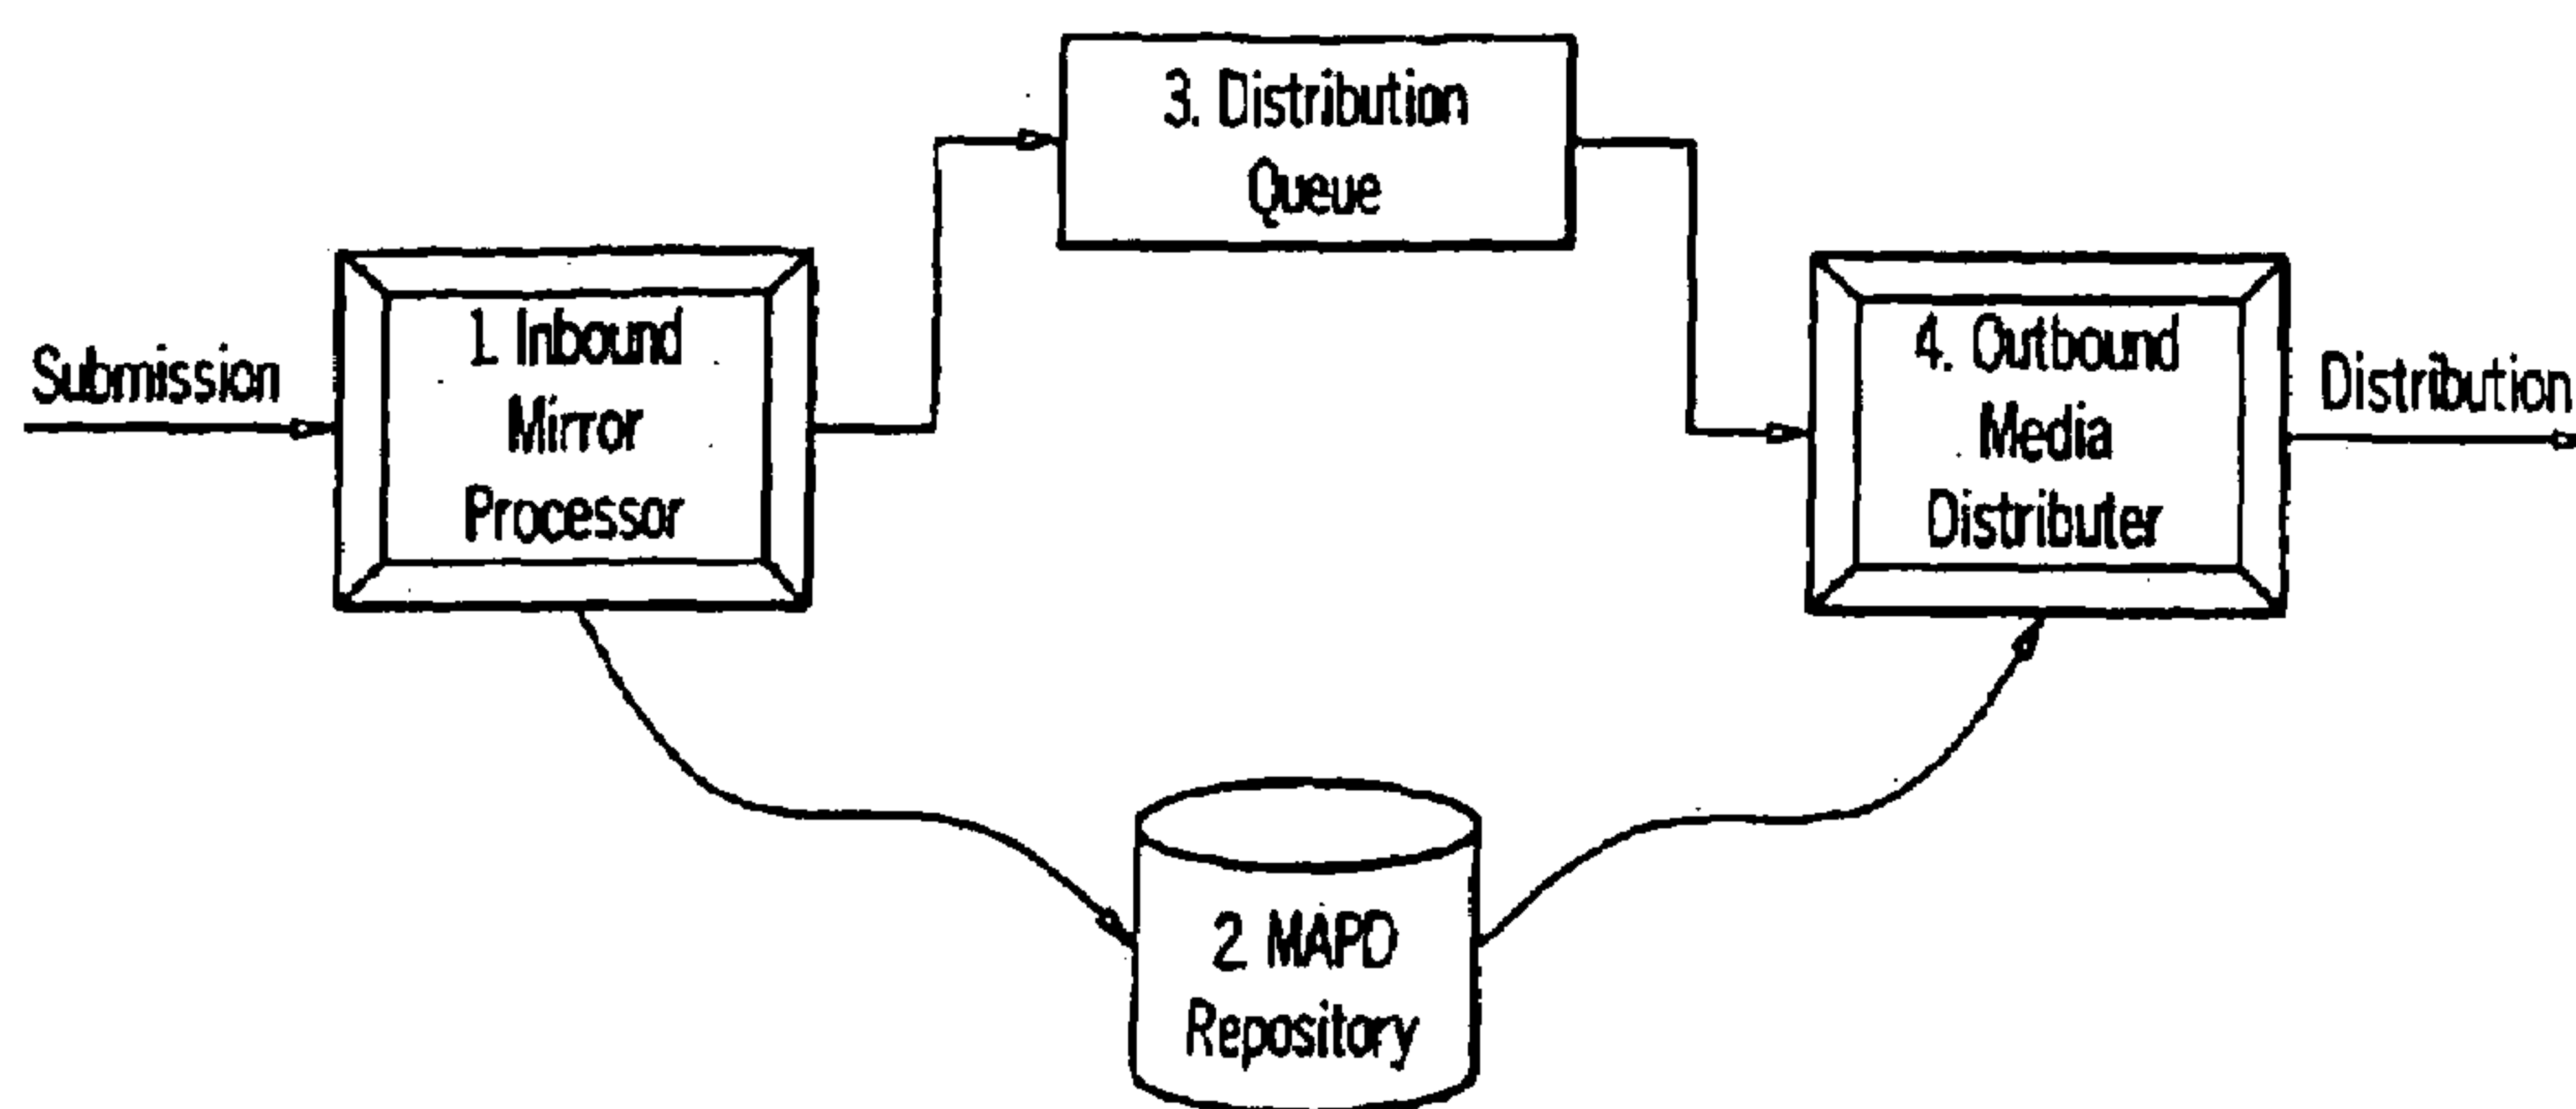 3. Distribution
Queue
Submission
1. Inbound
Mirror
Processor
4. Outbound
Media
Distributer
Distribution
2 MAPD
Repository